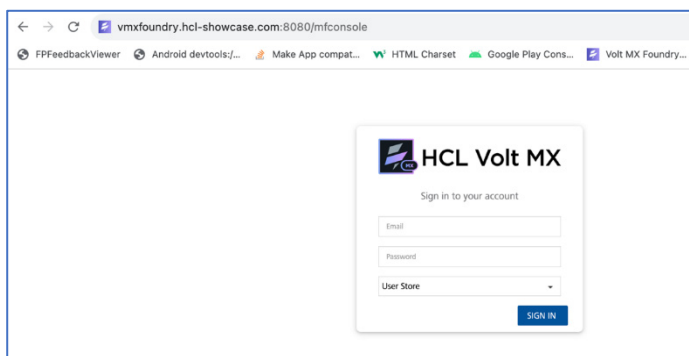 vmxfoundry.hcl-showcase.com:8080/mfconsole
FPFeedbackViewer Android devtools:/... Make App compat... HTML Charset Google Play Cons... Volt MX Foundry...
MX HCL Volt MX
Sign in to your account
Email
Password
User Store
SIGN IN